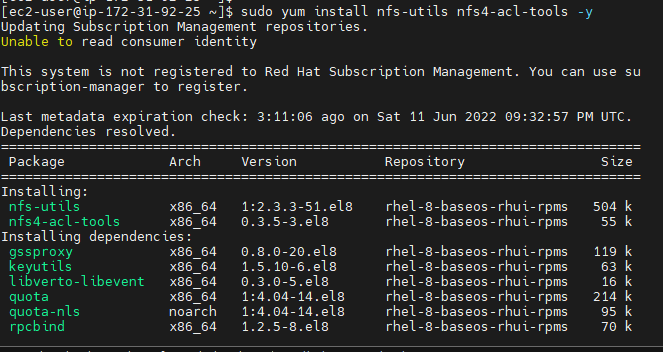 [ec2-user@ip-172-31-92-25 ~]$ sudo yum install nfs-utils nfs4-acl-tools -y
Updating Subscription Management repositories.
Unable to read consumer identity
This system is not registered to Red Hat Subscription Management. You can use su
bscription-manager to register.
Last metadata expiration check: 3:11:06 ago on Sat 11 Jun 2022 09:32:57 PM UTC.
Dependencies resolved.
================================================================================
Package Arch Version Repository Size
================================================================================
Installing:
nfs-utils x86_64 1:2.3.3-51.el8 rhel-8-baseos-rhui-rpms 504 k
nfs4-acl-tools x86_64 0.3.5-3.el8 rhel-8-baseos-rhui-rpms 55 k
Installing dependencies:
gssproxy x86_64 0.8.0-20.el8 rhel-8-baseos-rhui-rpms 119 k
keyutils x86_64 1.5.10-6.el8 rhel-8-baseos-rhui-rpms 63 k
libverto-libevent x86_64 0.3.0-5.el8 rhel-8-baseos-rhui-rpms 16 k
quota x86_64 1:4.04-14.el8 rhel-8-baseos-rhui-rpms 214 k
quota-nls noarch 1:4.04-14.el8 rhel-8-baseos-rhui-rpms 95 k
rpcbind x86_64 1.2.5-8.el8 rhel-8-baseos-rhui-rpms 70 k